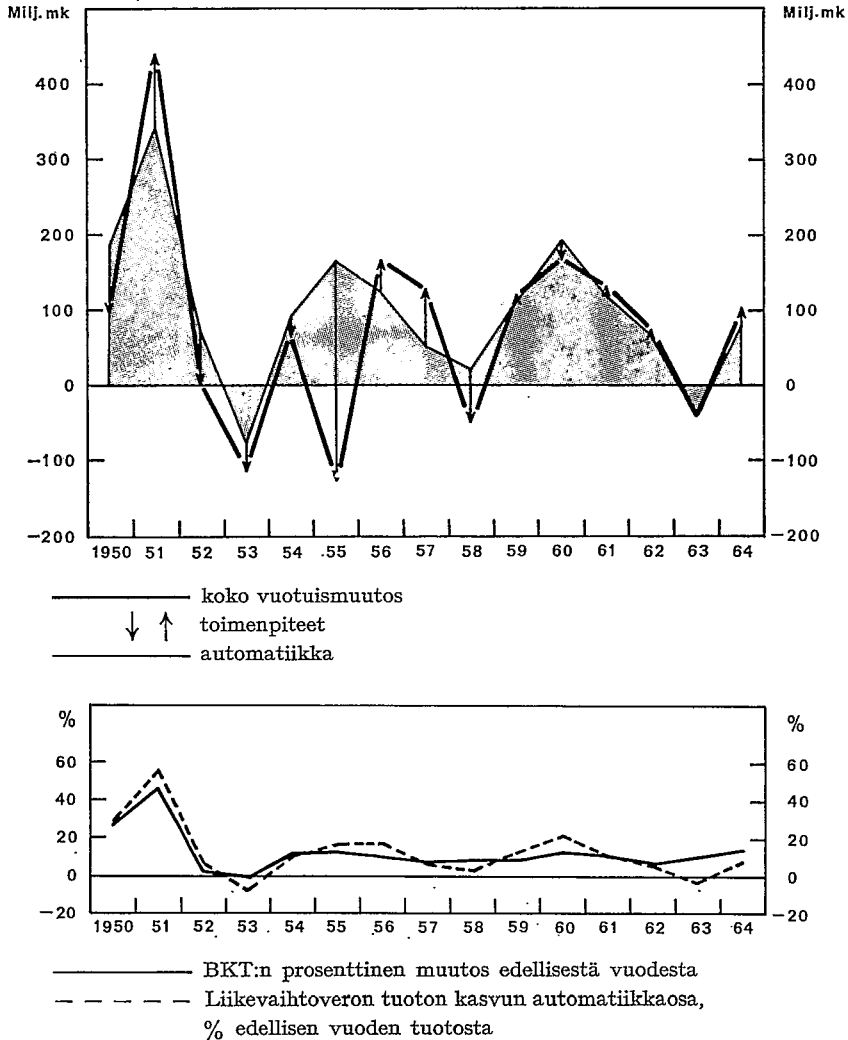 Milj. mk Milj. mk
400 400
300 300
200 200
100 100
0 0
−100 −100
−200 −200
1950 51 52 53 54 55 56 57 58 59 60 61 62 63 64
koko vuotuismuutos
↓ ↑ toimenpiteet
automatiikka
% %
60 60
40 40
20 20
0 0
−20 −20
1950 51 52 53 54 55 56 57 58 59 60 61 62 63 64
BKT:n prosenttinen muutos edellisestä vuodesta
Liikevaihtoveron tuoton kasvun automatiikkaosa,
% edellisen vuoden tuotosta